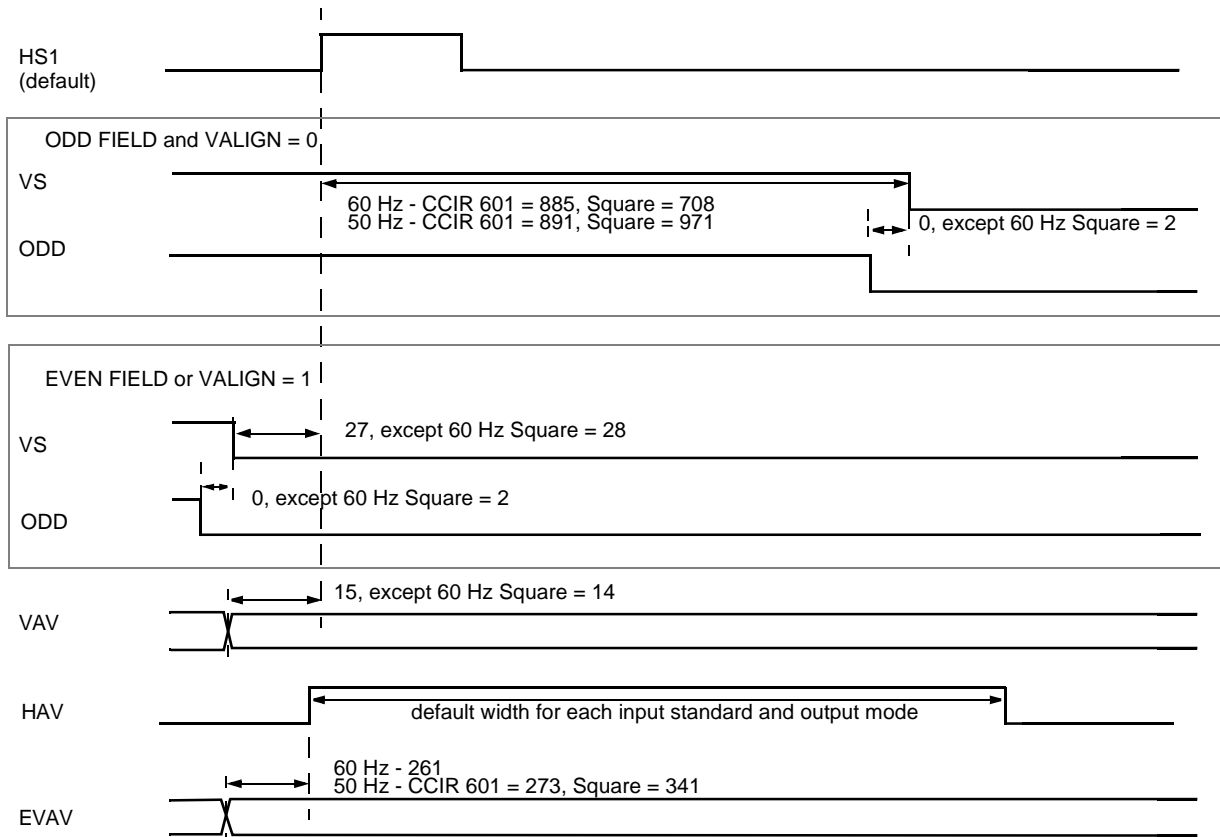 HS1
(default)
ODD FIELD and VALIGN = 0
VS
60 Hz - CCIR 601 = 885, Square = 708
50 Hz - CCIR 601 = 891, Square = 971
0, except 60 Hz Square = 2
ODD
EVEN FIELD or VALIGN = 1
27, except 60 Hz Square = 28
VS
0, except 60 Hz Square = 2
ODD
15, except 60 Hz Square = 14
VAV
HAV
default width for each input standard and output mode
60 Hz - 261
50 Hz - CCIR 601 = 273, Square = 341
EVAV